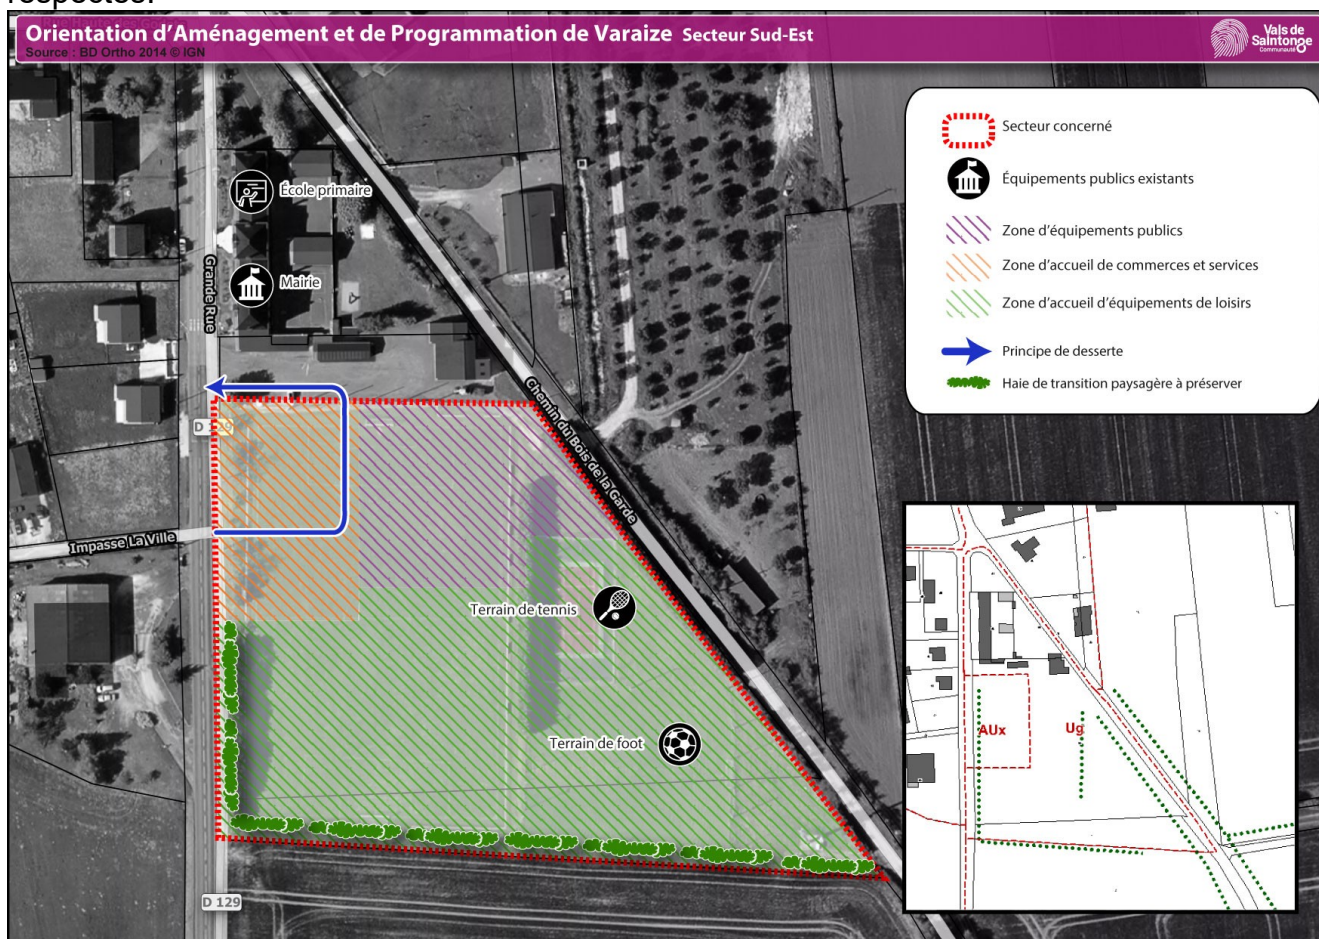 respectés.
Orientation d'Aménagement et de Programmation de Varaize Secteur Sud-Est
Source : BD Ortho 2014 © IGN
Vals de
Saintonge
Communauté
Secteur concerné
Équipements publics existants
Zone d'équipements publics
Zone d'accueil de commerces et services
Zone d'accueil d'équipements de loisirs
Principe de desserte
Haie de transition paysagère à préserver
École primaire
Mairie
Grande Rue
Chemin du Bois de la Garde
D 129
Impasse La Ville
Terrain de tennis
Terrain de foot
D 129
AUx
Ug